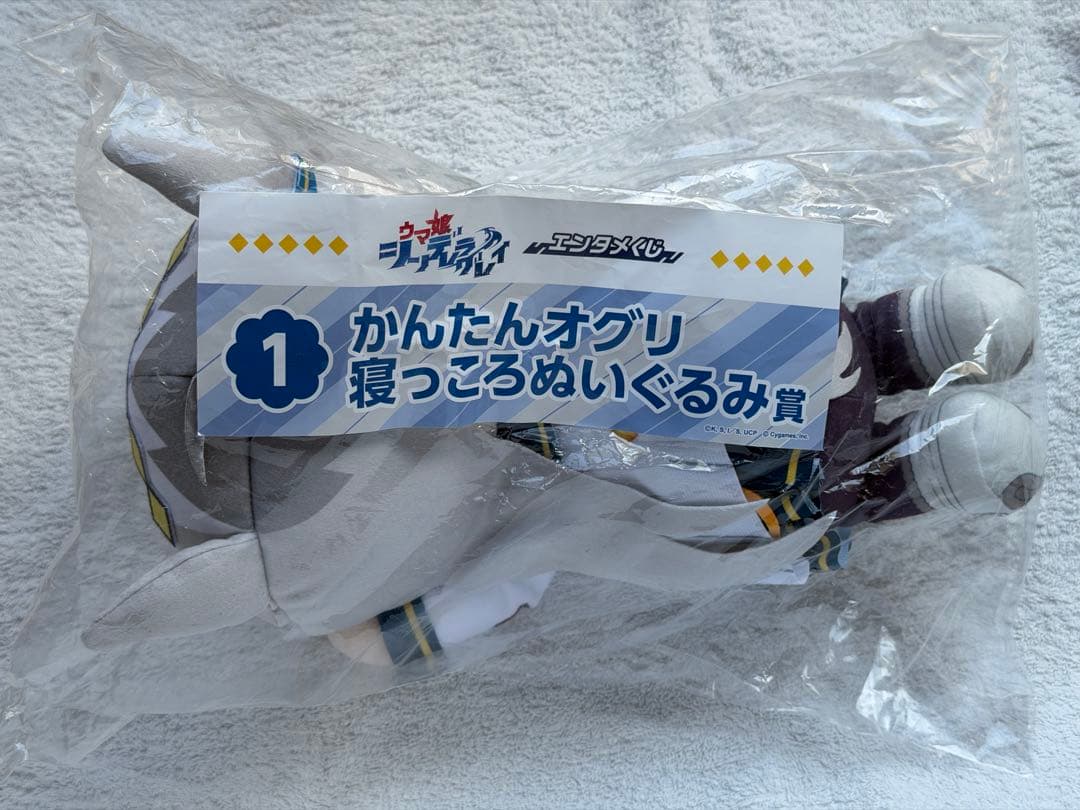 ウマ娘
シンデレラグレイ
エンタメくじ
1
かんたんオグリ
寝っころぬいぐるみ賞
©K, S, I／S, UCP © Cygames, Inc.